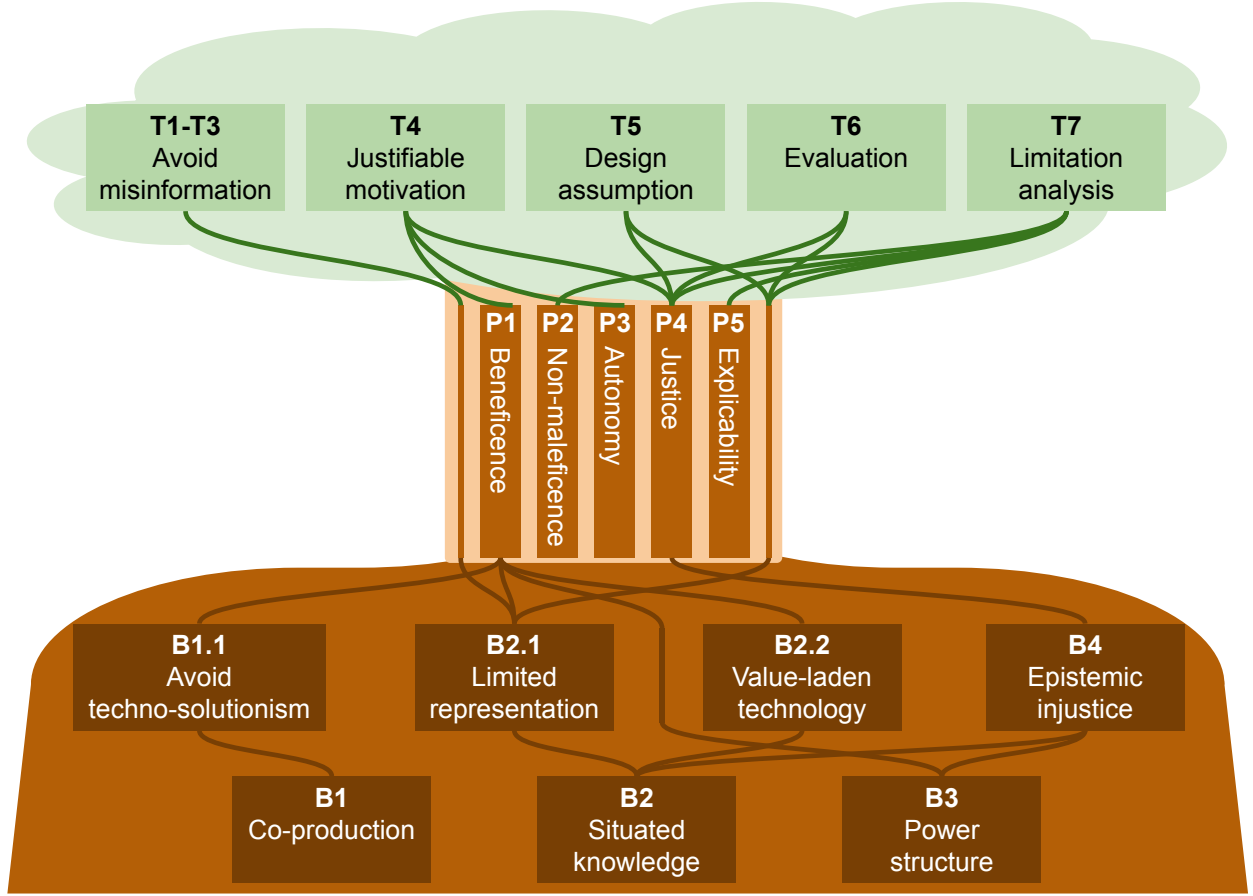 T1-T3
Avoid
misinformation
T4
Justifiable
motivation
T5
Design
assumption
T6
Evaluation
T7
Limitation
analysis
P1
Beneficence
P2
Non-maleficence
P3
Autonomy
P4
Justice
P5
Explicability
B1.1
Avoid
techno-solutionism
B2.1
Limited
representation
B2.2
Value-laden
technology
B4
Epistemic
injustice
B1
Co-production
B2
Situated
knowledge
B3
Power
structure